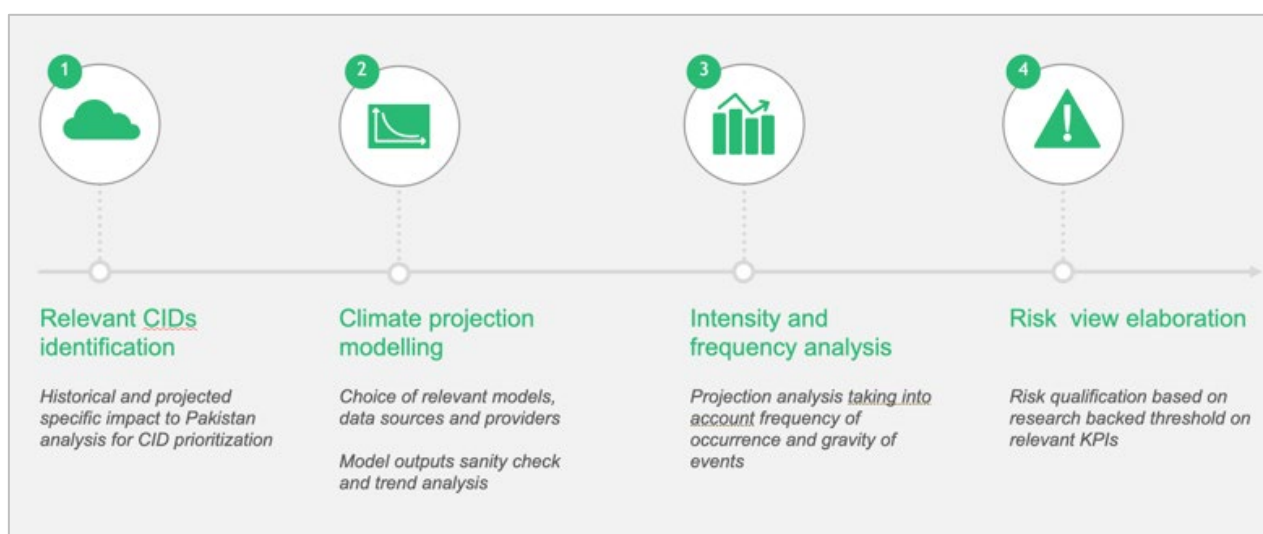 1
Relevant CIDs
identification
Historical and projected
specific impact to Pakistan
analysis for CID prioritization
2
Climate projection
modelling
Choice of relevant models,
data sources and providers
Model outputs sanity check
and trend analysis
3
Intensity and
frequency analysis
Projection analysis taking into
account frequency of
occurrence and gravity of
events
4
Risk view elaboration
Risk qualification based on
research backed threshold on
relevant KPIs